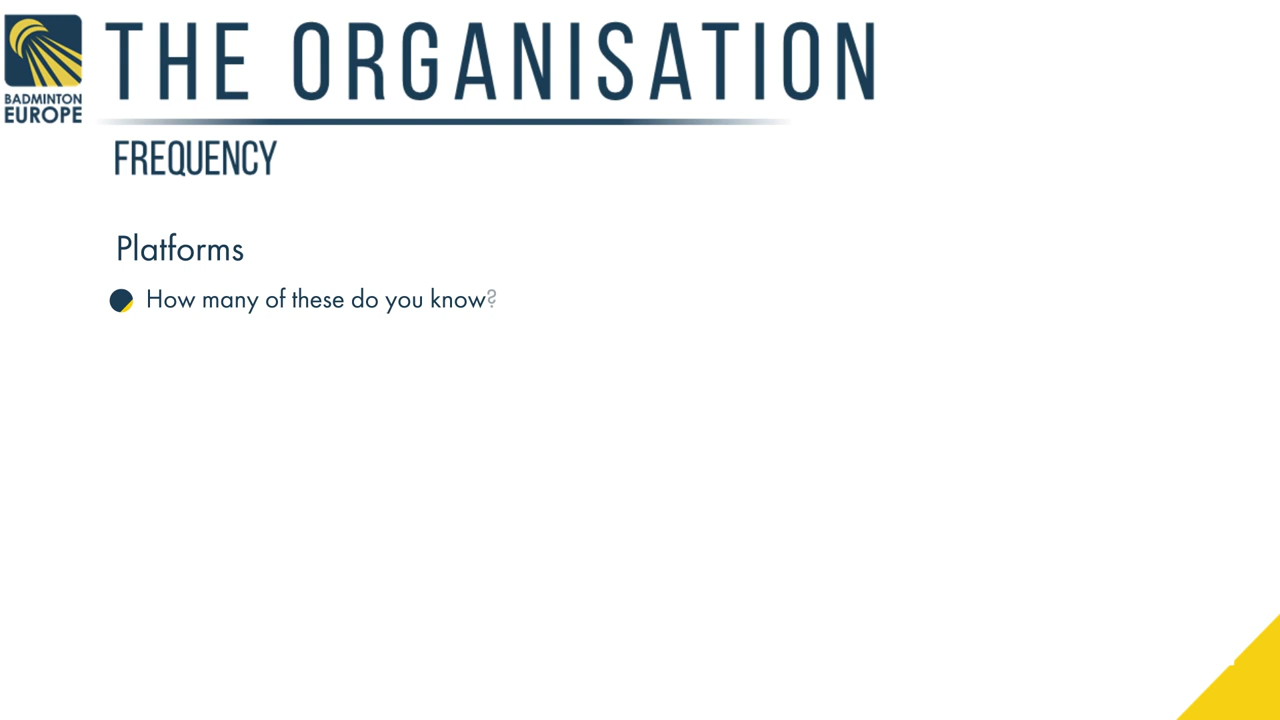 THE ORGANISATION
BADMINTON
EUROPE
FREQUENCY
Platforms
How many of these do you know?